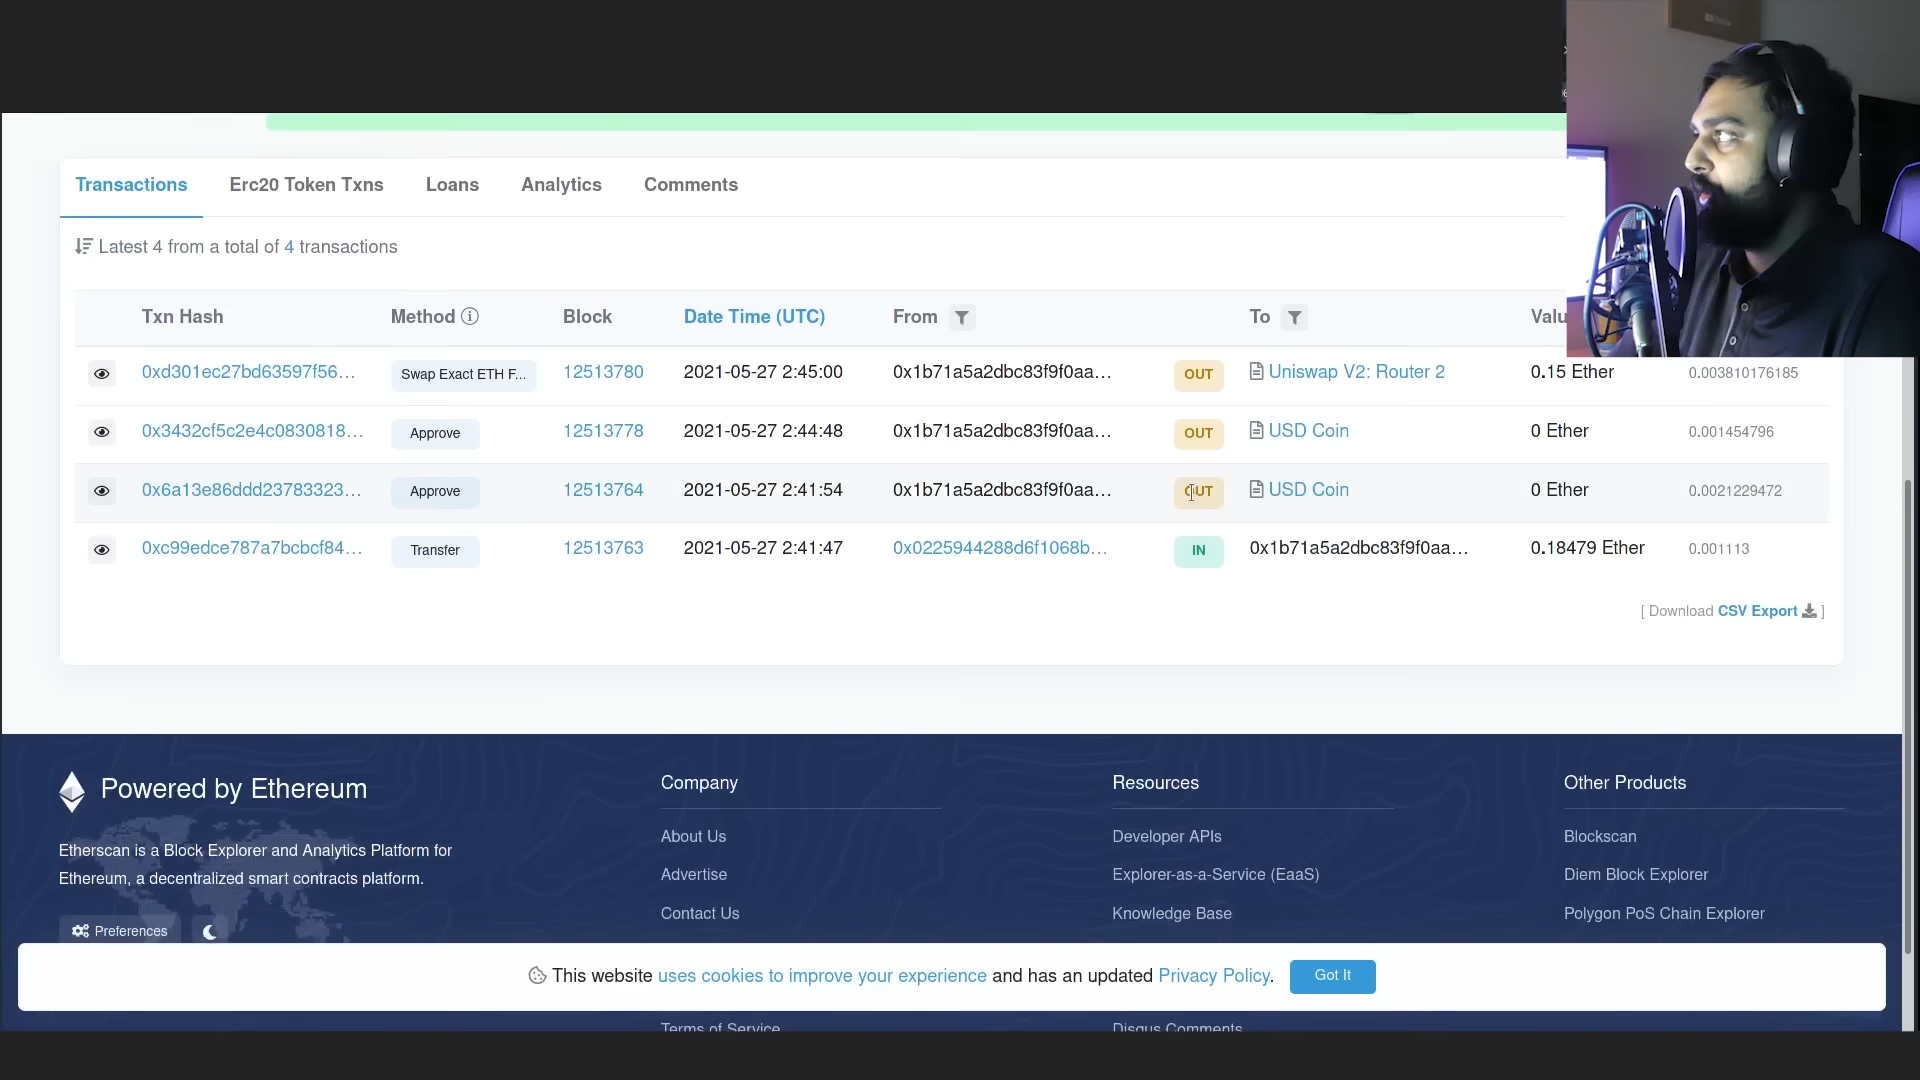 Transactions Erc20 Token Txns Loans Analytics Comments
Latest 4 from a total of 4 transactions
Txn Hash Method Block Date Time (UTC) From To Valu
0xd301ec27bd63597f56... Swap Exact ETH F... 12513780 2021-05-27 2:45:00 0x1b71a5a2dbc83f9f0aa... OUT Uniswap V2: Router 2 0.15 Ether 0.003810176185
0x3432cf5c2e4c0830818... Approve 12513778 2021-05-27 2:44:48 0x1b71a5a2dbc83f9f0aa... OUT USD Coin 0 Ether 0.001454796
0x6a13e86ddd23783323... Approve 12513764 2021-05-27 2:41:54 0x1b71a5a2dbc83f9f0aa... OUT USD Coin 0 Ether 0.0021229472
0xc99edce787a7bcbcf84... Transfer 12513763 2021-05-27 2:41:47 0x0225944288d6f1068b... IN 0x1b71a5a2dbc83f9f0aa... 0.18479 Ether 0.001113
[ Download CSV Export ]
Powered by Ethereum
Etherscan is a Block Explorer and Analytics Platform for
Ethereum, a decentralized smart contracts platform.
Preferences
Company
About Us
Advertise
Contact Us
Terms of Service
Resources
Developer APIs
Explorer-as-a-Service (EaaS)
Knowledge Base
Disqus Comments
Other Products
Blockscan
Diem Block Explorer
Polygon PoS Chain Explorer
This website uses cookies to improve your experience and has an updated Privacy Policy. Got It